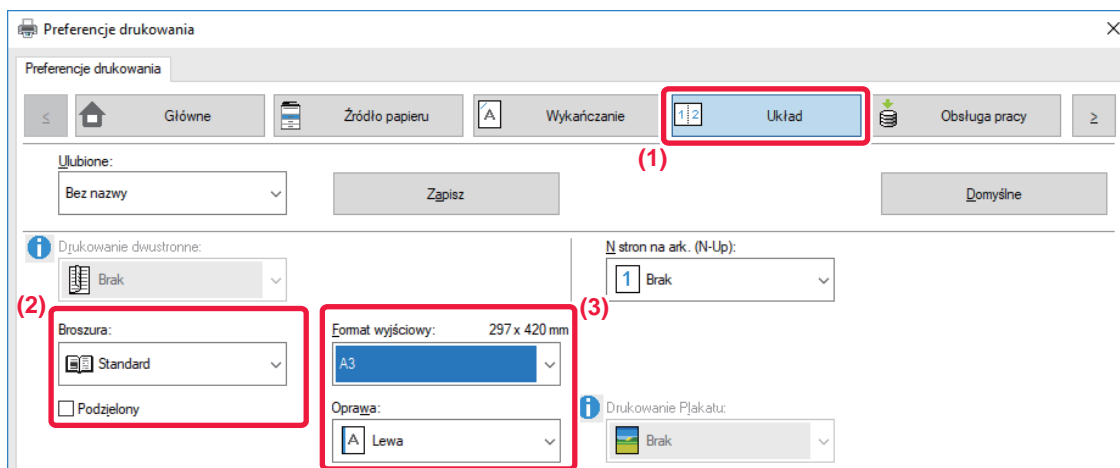 Preferencje drukowania
Preferencje drukowania
< Główne Źródło papieru Wykańczanie Układ Obsługa pracy >
(1)
Ulubione:
Bez nazwy Zapisz Domyślne
Drukowanie dwustronne: N stron na ark. (N-Up):
Brak 1 Brak
(2) (3)
Broszura: Format wyjściowy: 297 x 420 mm
Standard A3
Podzielony Oprawa: Drukowanie Plakatu:
A Lewa Brak